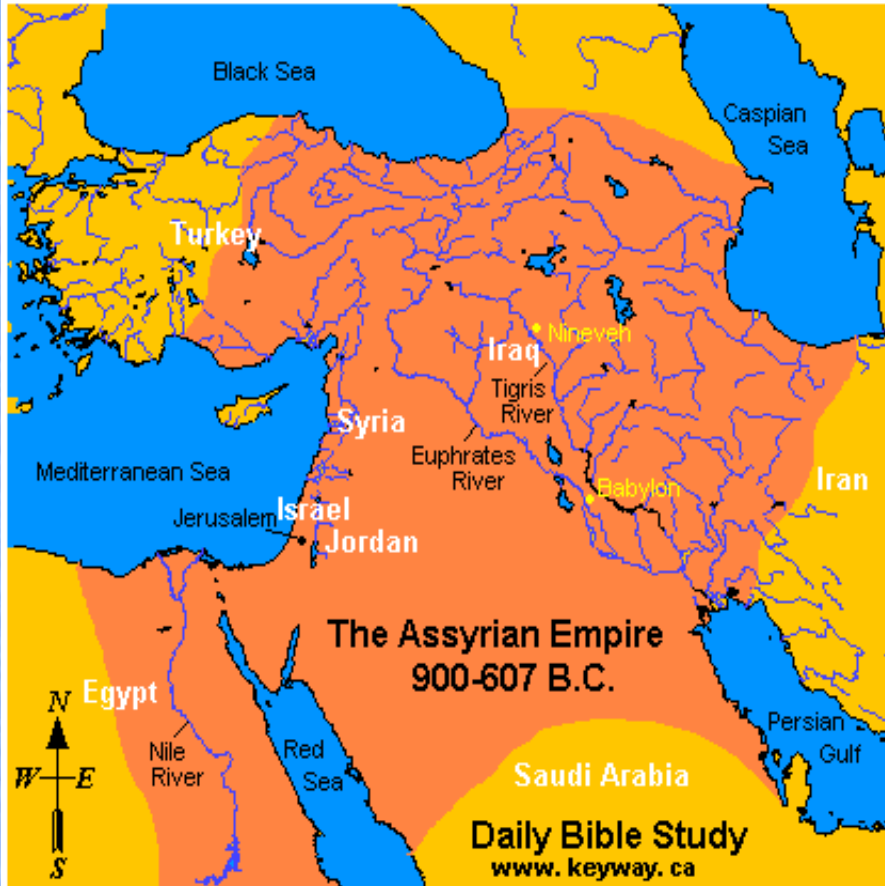 Black Sea
Caspian
Sea
Turkey
Nineveh
Iraq
Tigris
River
Syria
Euphrates
River
Mediterranean Sea
Iran
Babylon
Israel
Jerusalem
Jordan
The Assyrian Empire
900-607 B.C.
Egypt
N
W E
S
Nile
River
Red
Sea
Persian
Gulf
Saudi Arabia
Daily Bible Study
www. keyway. ca